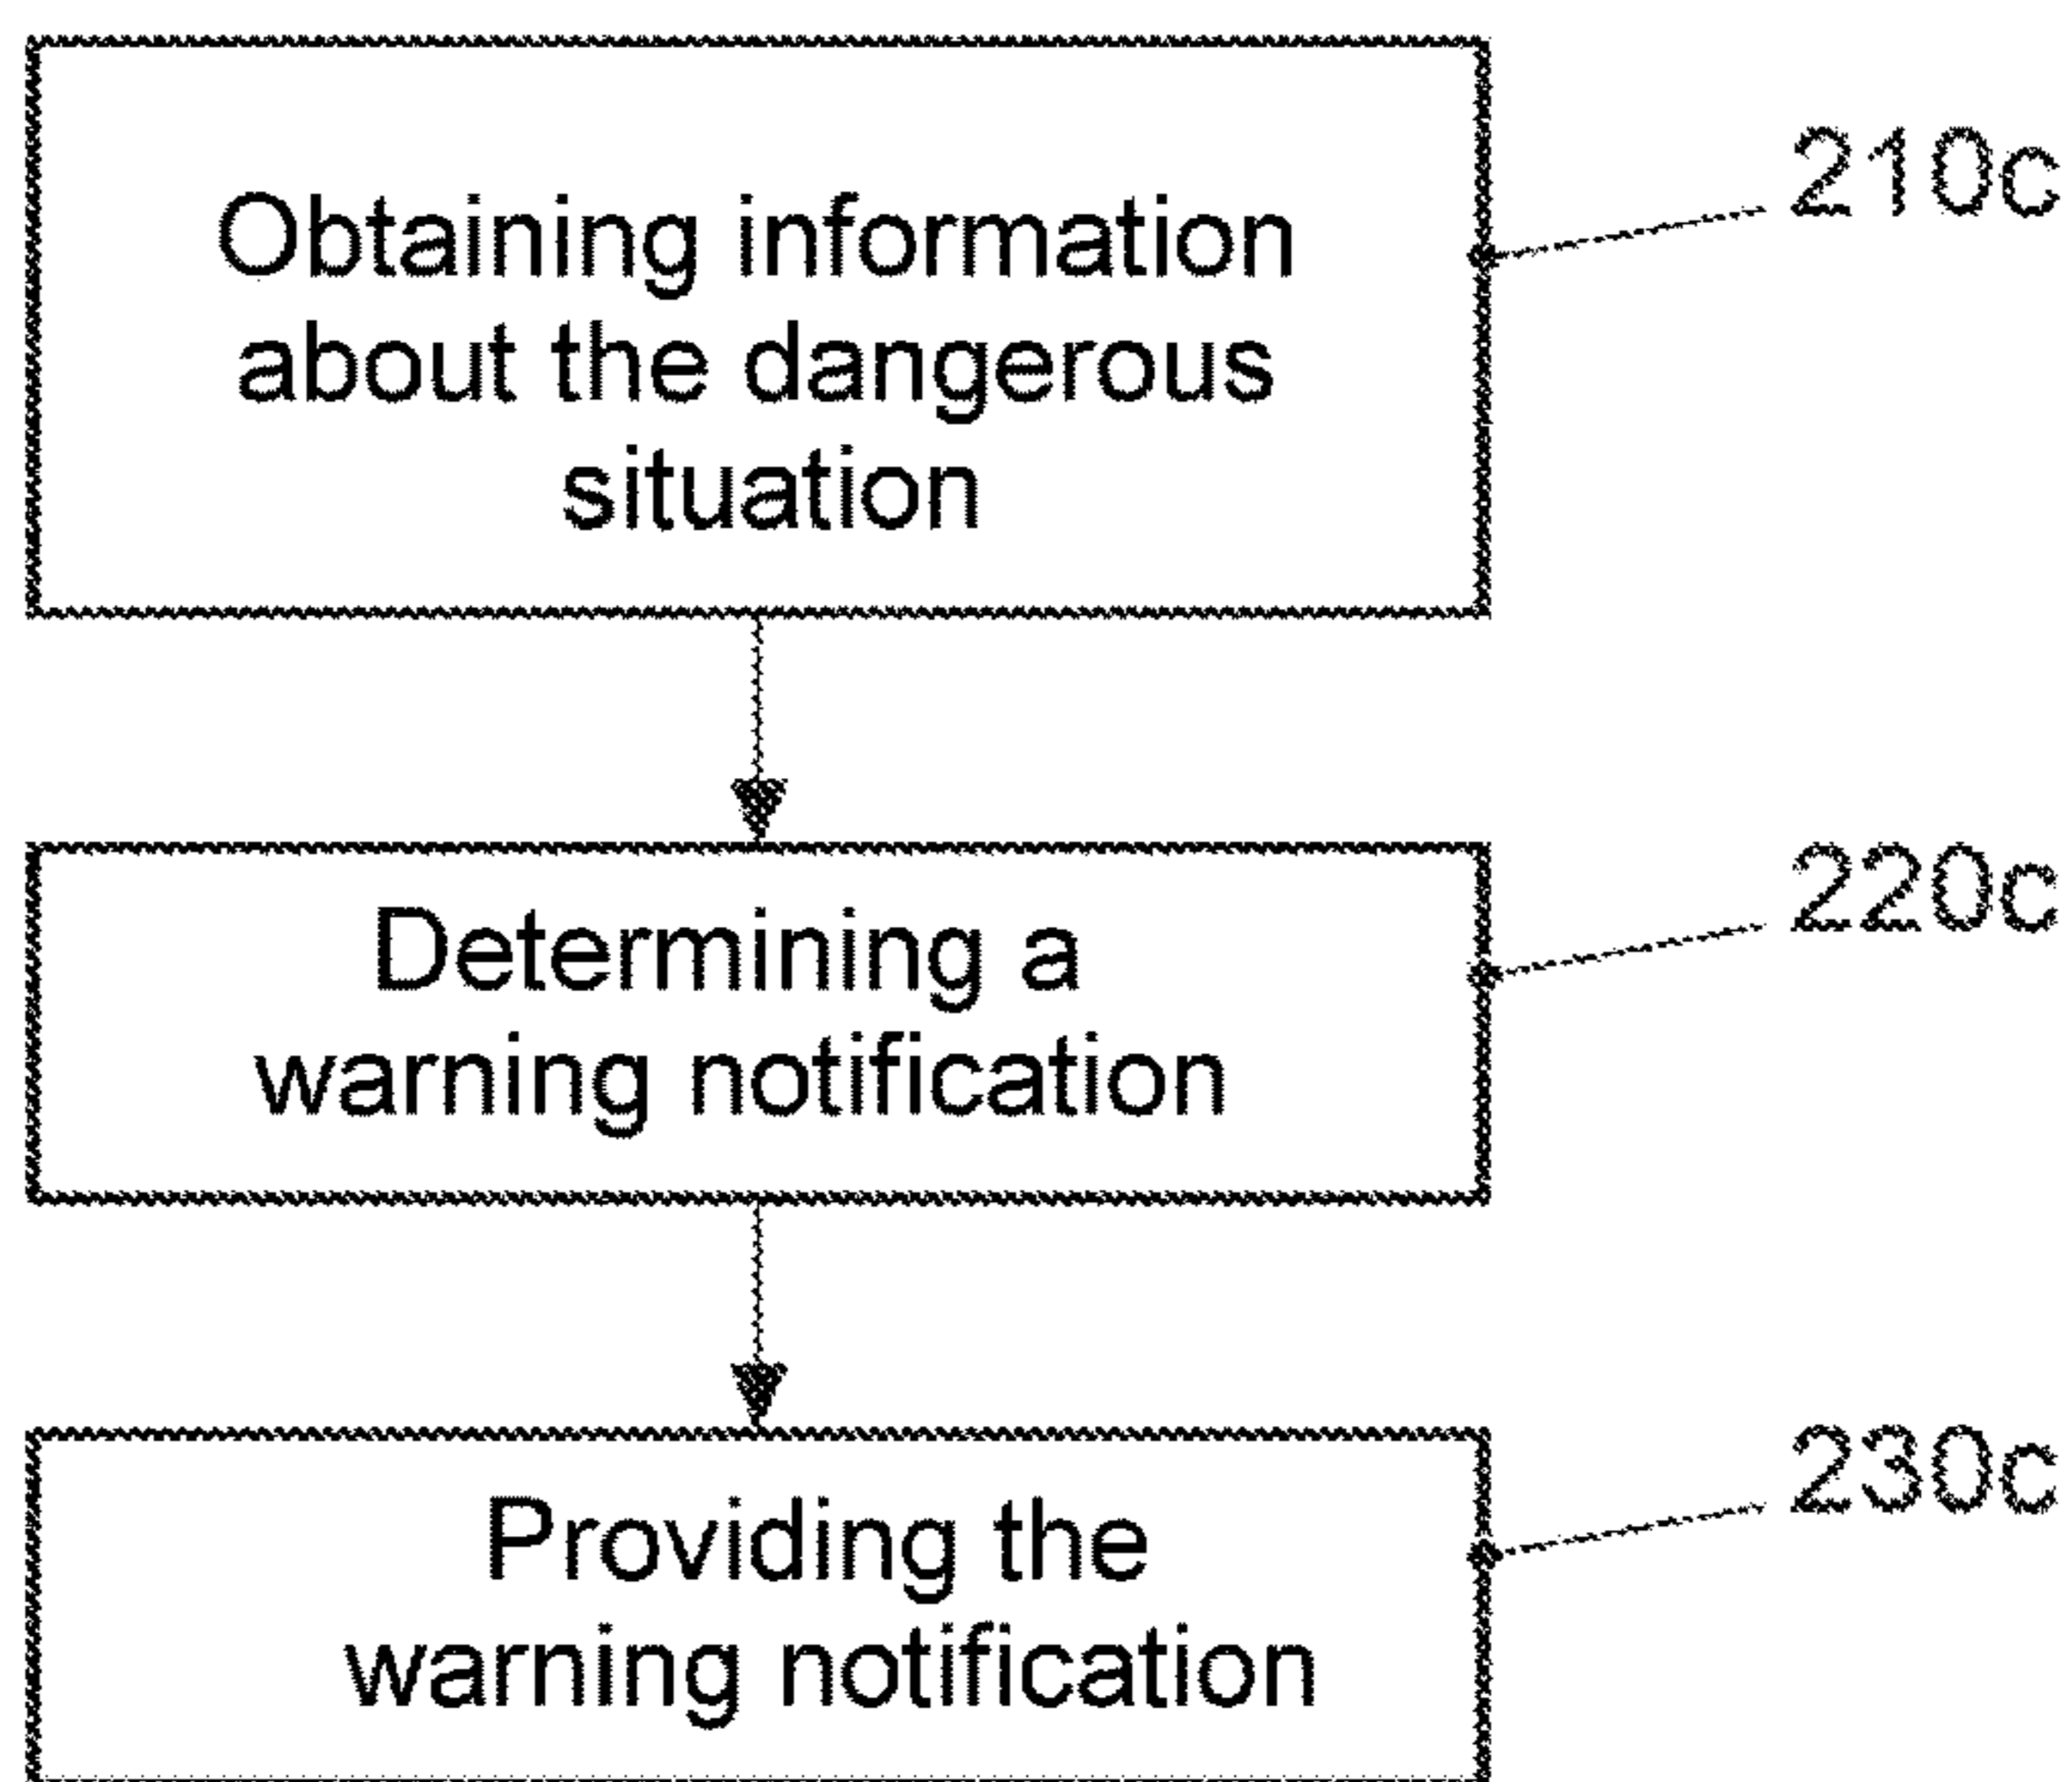 Obtaining information
about the dangerous
situation
210c
Determining a
warning notification
220c
Providing the
warning notification
230c